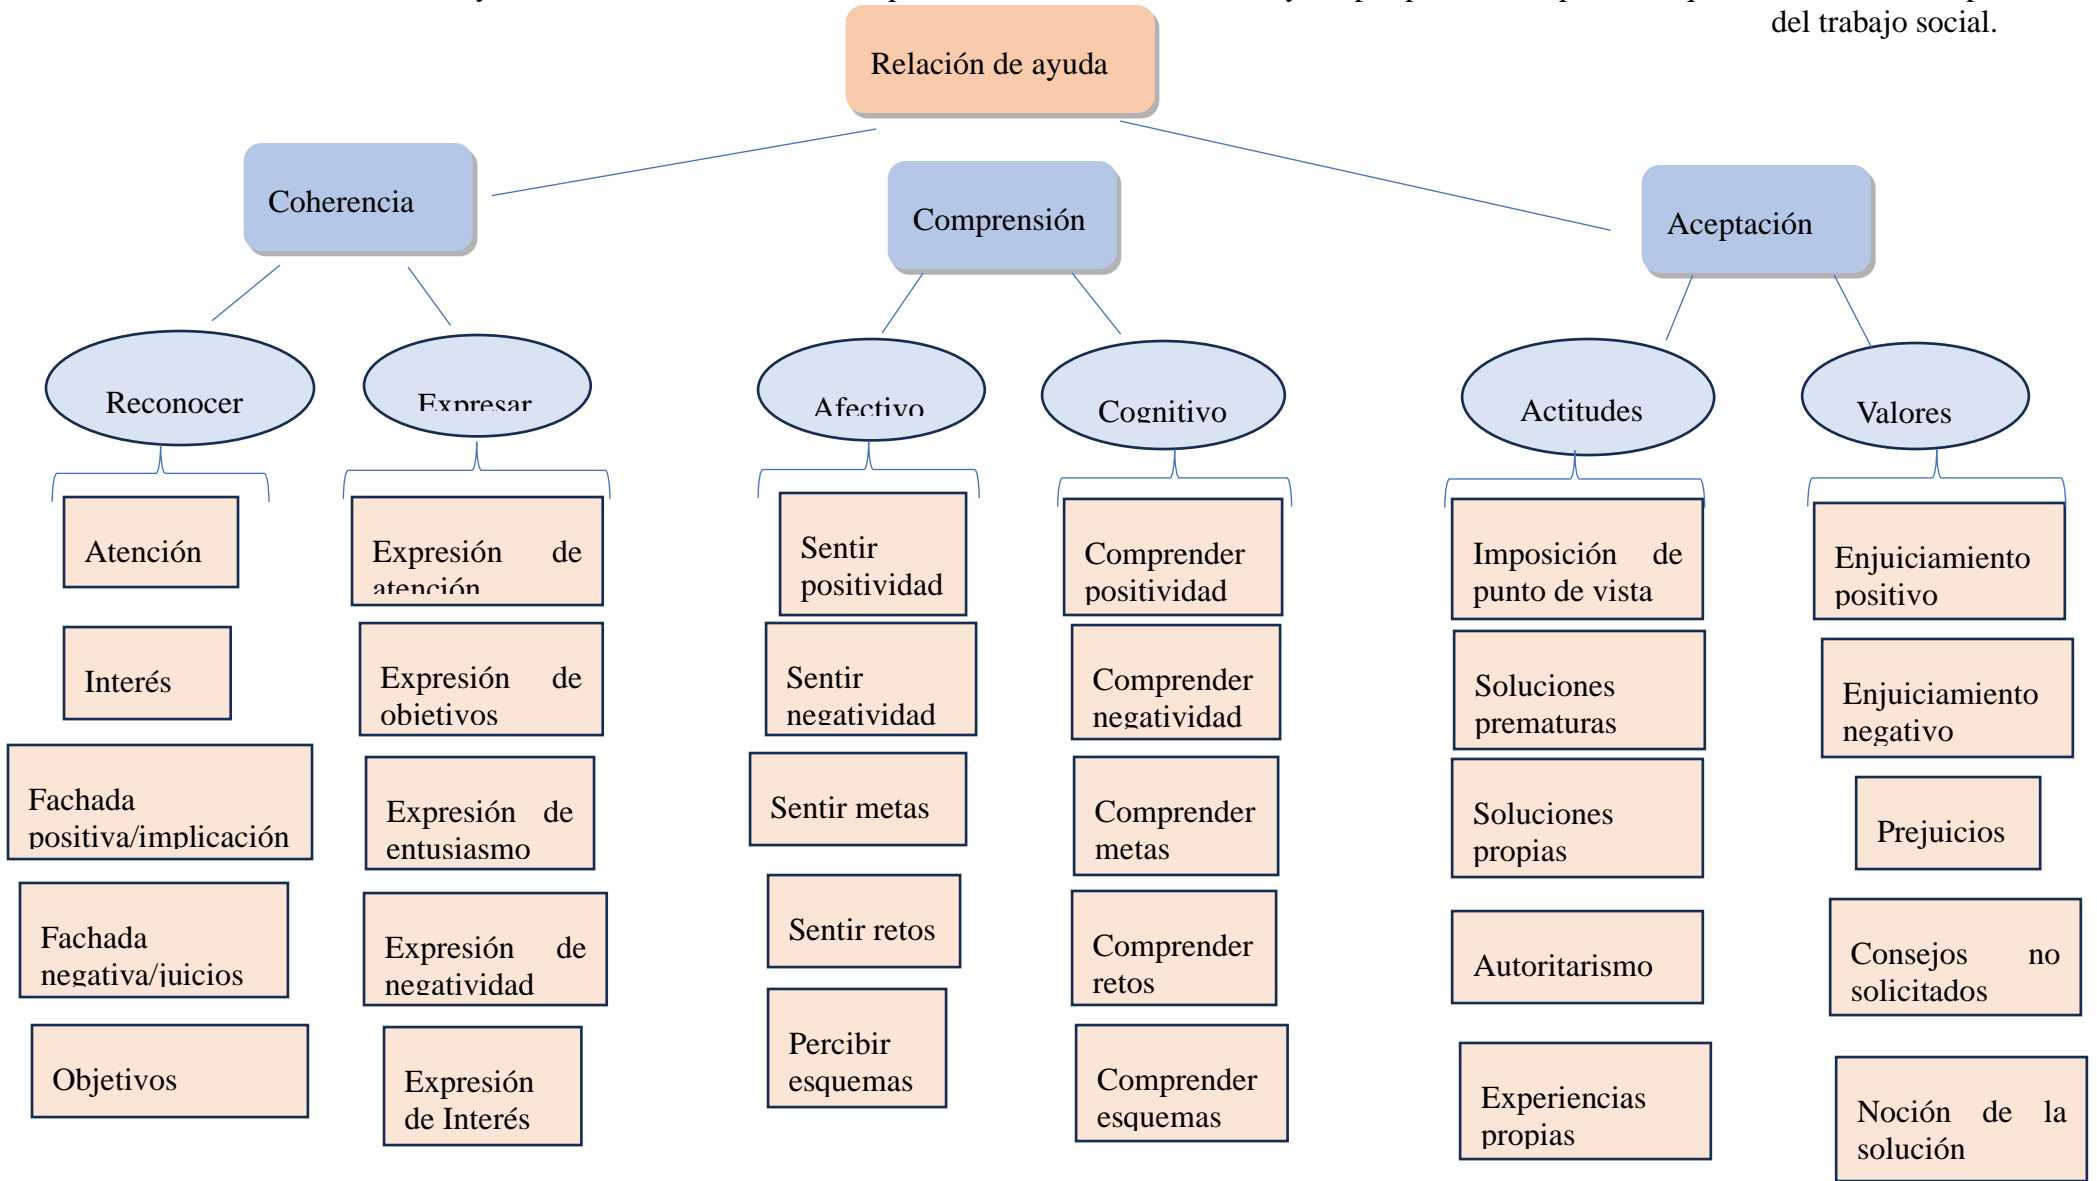 del trabajo social.
Relación de ayuda
Coherencia
Comprensión
Aceptación
Reconocer
Expresar
Afectivo
Cognitivo
Actitudes
Valores
Atención
Interés
Fachada
positiva/implicación
Fachada
negativa/juicios
Objetivos
Expresión de
atención
Expresión de
objetivos
Expresión de
entusiasmo
Expresión de
negatividad
Expresión
de Interés
Sentir
positividad
Sentir
negatividad
Sentir metas
Sentir retos
Percibir
esquemas
Comprender
positividad
Comprender
negatividad
Comprender
metas
Comprender
retos
Comprender
esquemas
Imposición de
punto de vista
Soluciones
prematuras
Soluciones
propias
Autoritarismo
Experiencias
propias
Enjuiciamiento
positivo
Enjuiciamiento
negativo
Prejuicios
Consejos no
solicitados
Noción de la
solución